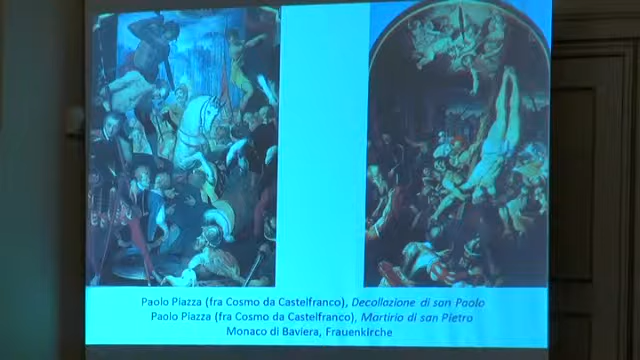 Paolo Piazza (fra Cosmo da Castelfranco), Decollazione di san Paolo
Paolo Piazza (fra Cosmo da Castelfranco), Martirio di san Pietro
Monaco di Baviera, Frauenkirche